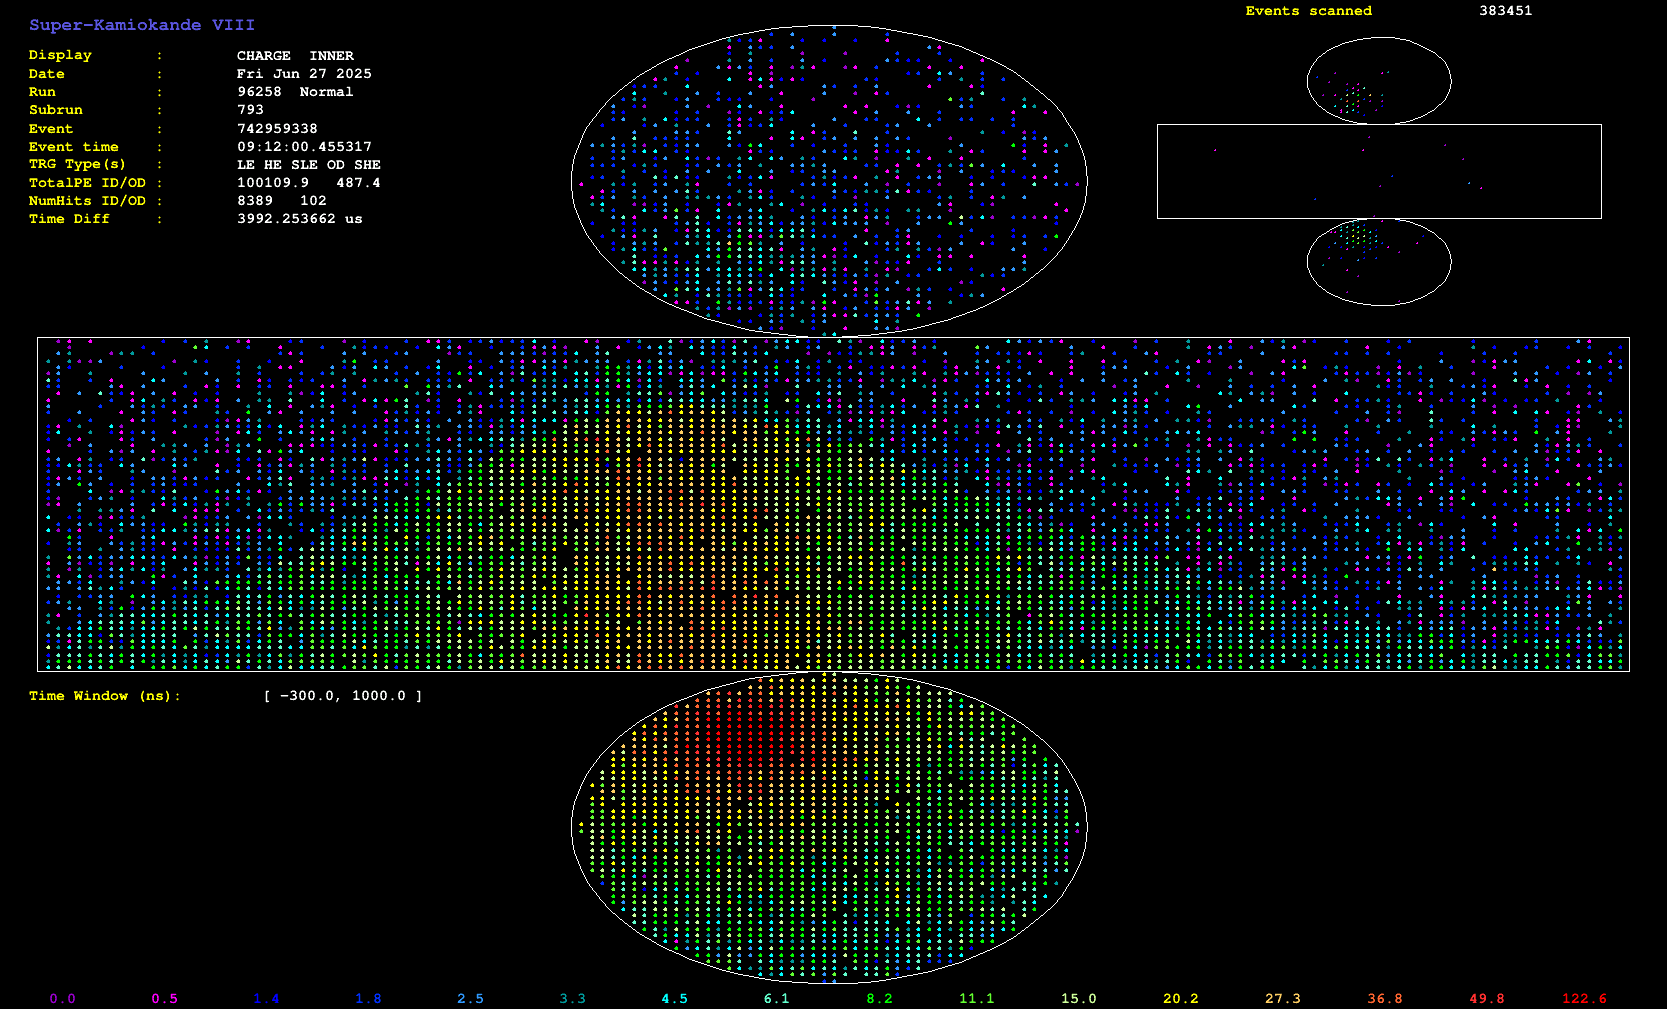 Super-Kamiokande VIII
Events scanned 383451
Display : CHARGE INNER
Date : Fri Jun 27 2025
Run : 96258 Normal
Subrun : 793
Event : 742959338
Event time : 09:12:00.455317
TRG Type(s) : LE HE SLE OD SHE
TotalPE ID/OD : 100109.9 487.4
NumHits ID/OD : 8389 102
Time Diff : 3992.253662 us
Time Window (ns): [ -300.0, 1000.0 ]
0.0 0.5 1.4 1.8 2.5 3.3 4.5 6.1 8.2 11.1 15.0 20.2 27.3 36.8 49.8 122.6